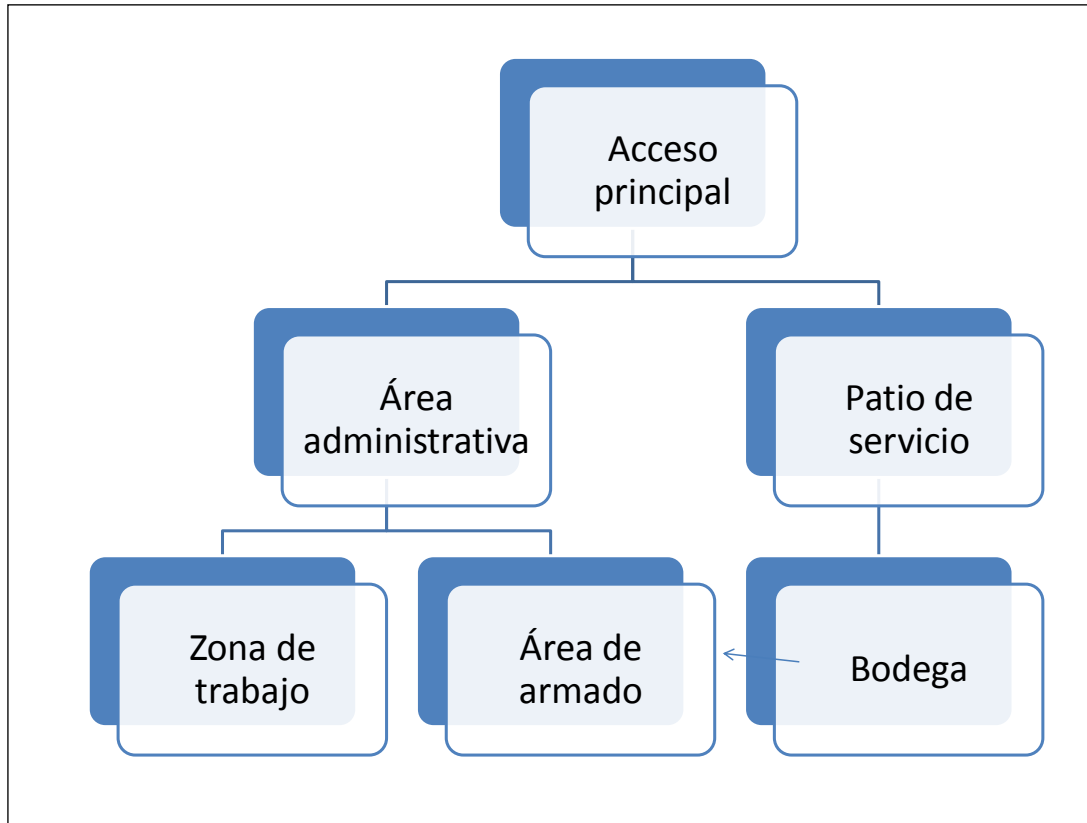 Acceso
principal
Área
administrativa
Patio de
servicio
Zona de
trabajo
Área de
armado
Bodega